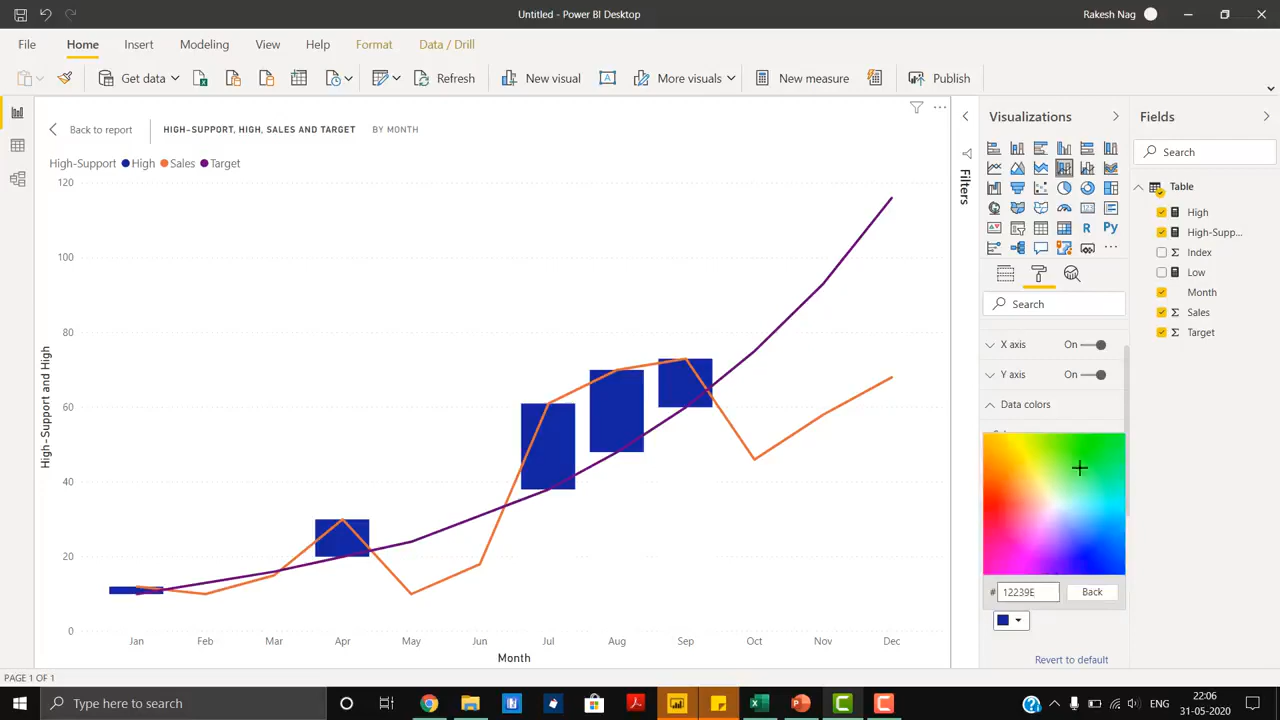 Untitled - Power BI Desktop
Rakesh Nag
File Home Insert Modeling View Help Format Data / Drill
Get data Refresh New visual More visuals New measure Publish
Back to report HIGH-SUPPORT, HIGH, SALES AND TARGET BY MONTH
High-Support High Sales Target
120
100
80
60
40
20
0
High-Support and High
Jan Feb Mar Apr May Jun Jul Aug Sep Oct Nov Dec
Month
Filters
Visualizations
R Py
Search
X axis On
Y axis On
Data colors
# 12239E Back
Revert to default
Fields
Search
Table
High
High-Supp...
Index
Low
Month
Sales
Target
PAGE 1 OF 1
Type here to search
22:06
31-05-2020